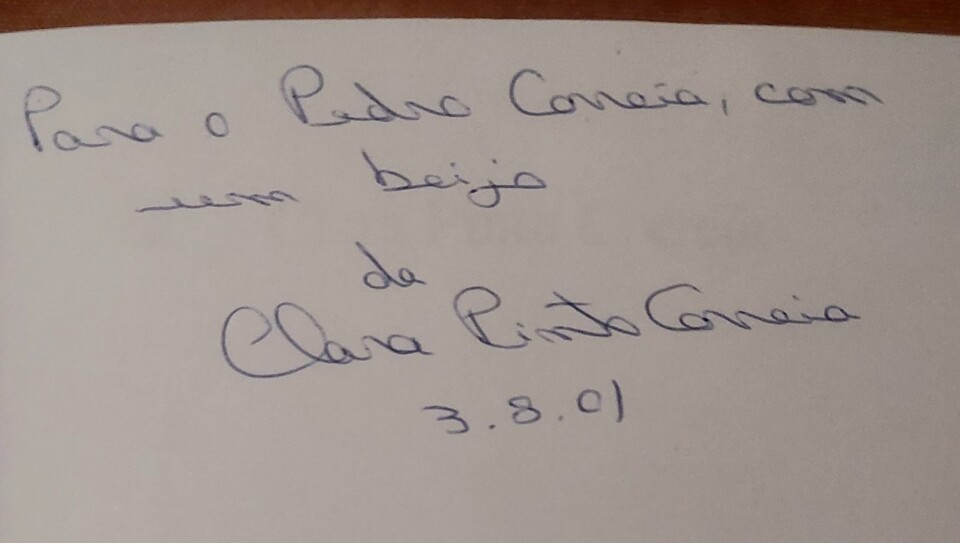 Para o Pedro Correia, com
um beijo
da
Clara Pinto Correia
3.8.01